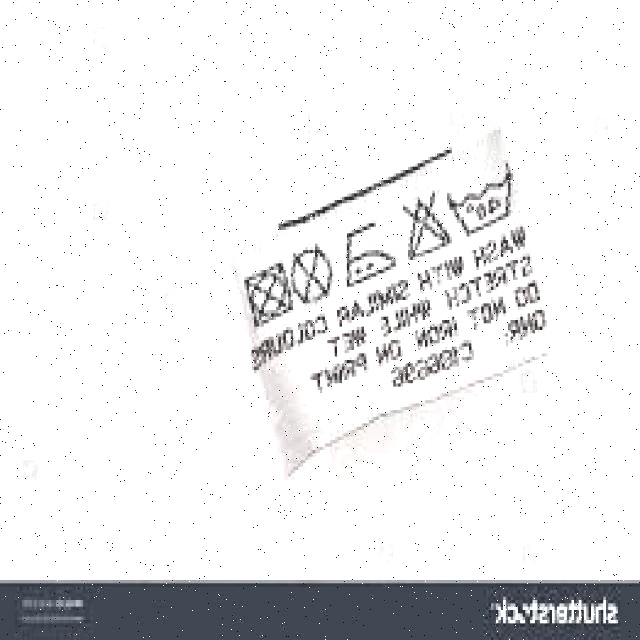 40°
WASH WITH SIMILAR COLOURS
STRETCH WHILE WET
DO NOT IRON ON PRINT
shutterstock